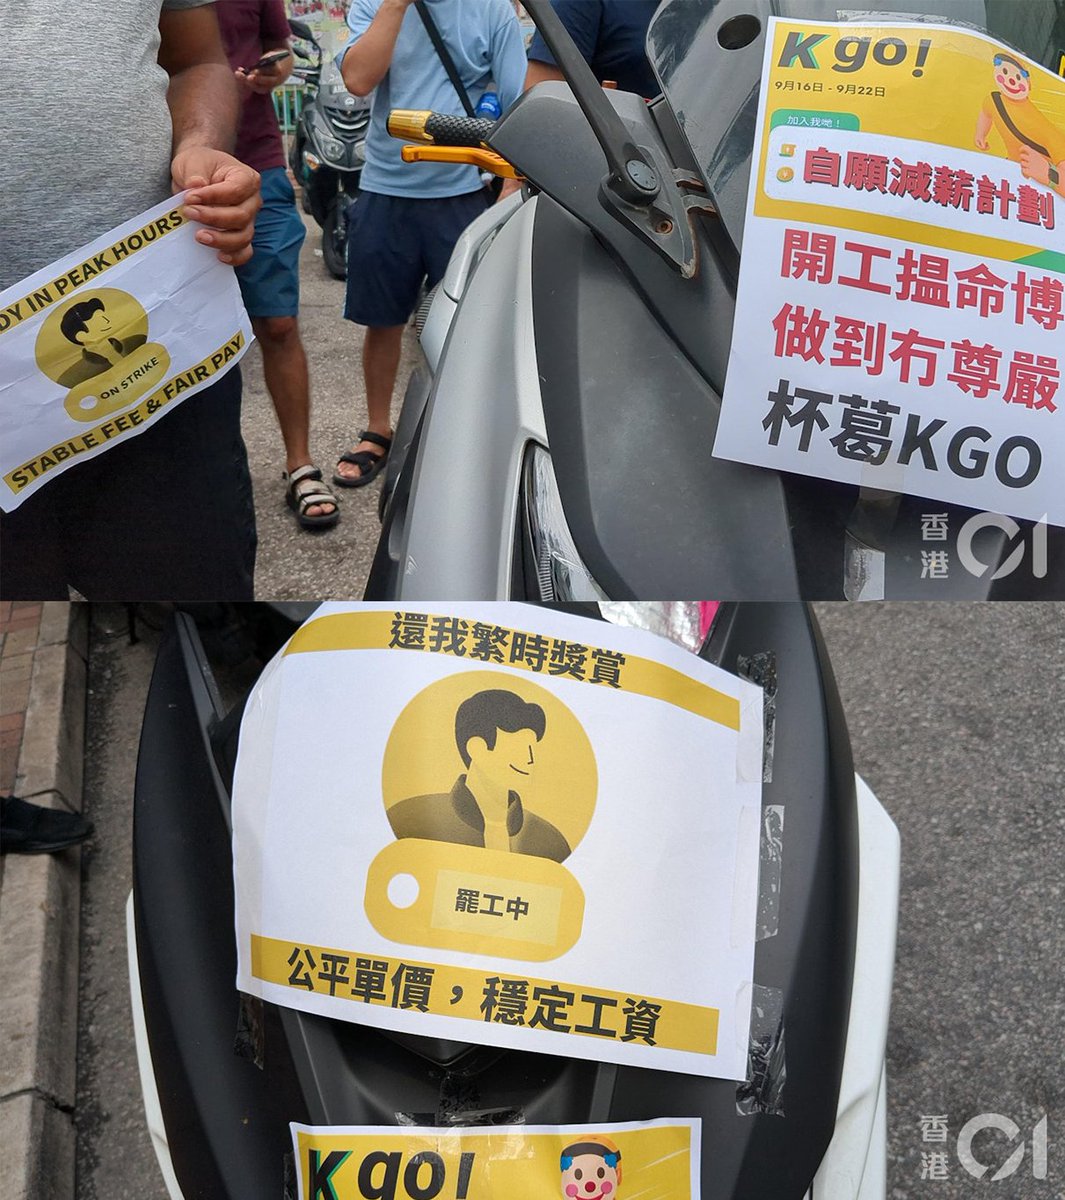 DY IN PEAK HOURS
ON STRIKE
STABLE FEE & FAIR PAY
K go!
9月16日 - 9月22日
加入我哋！
自願減薪計劃
開工搵命博
做到冇尊嚴
杯葛KGO
香港01
還我繁時獎賞
罷工中
公平單價，穩定工資
K go!
香港01